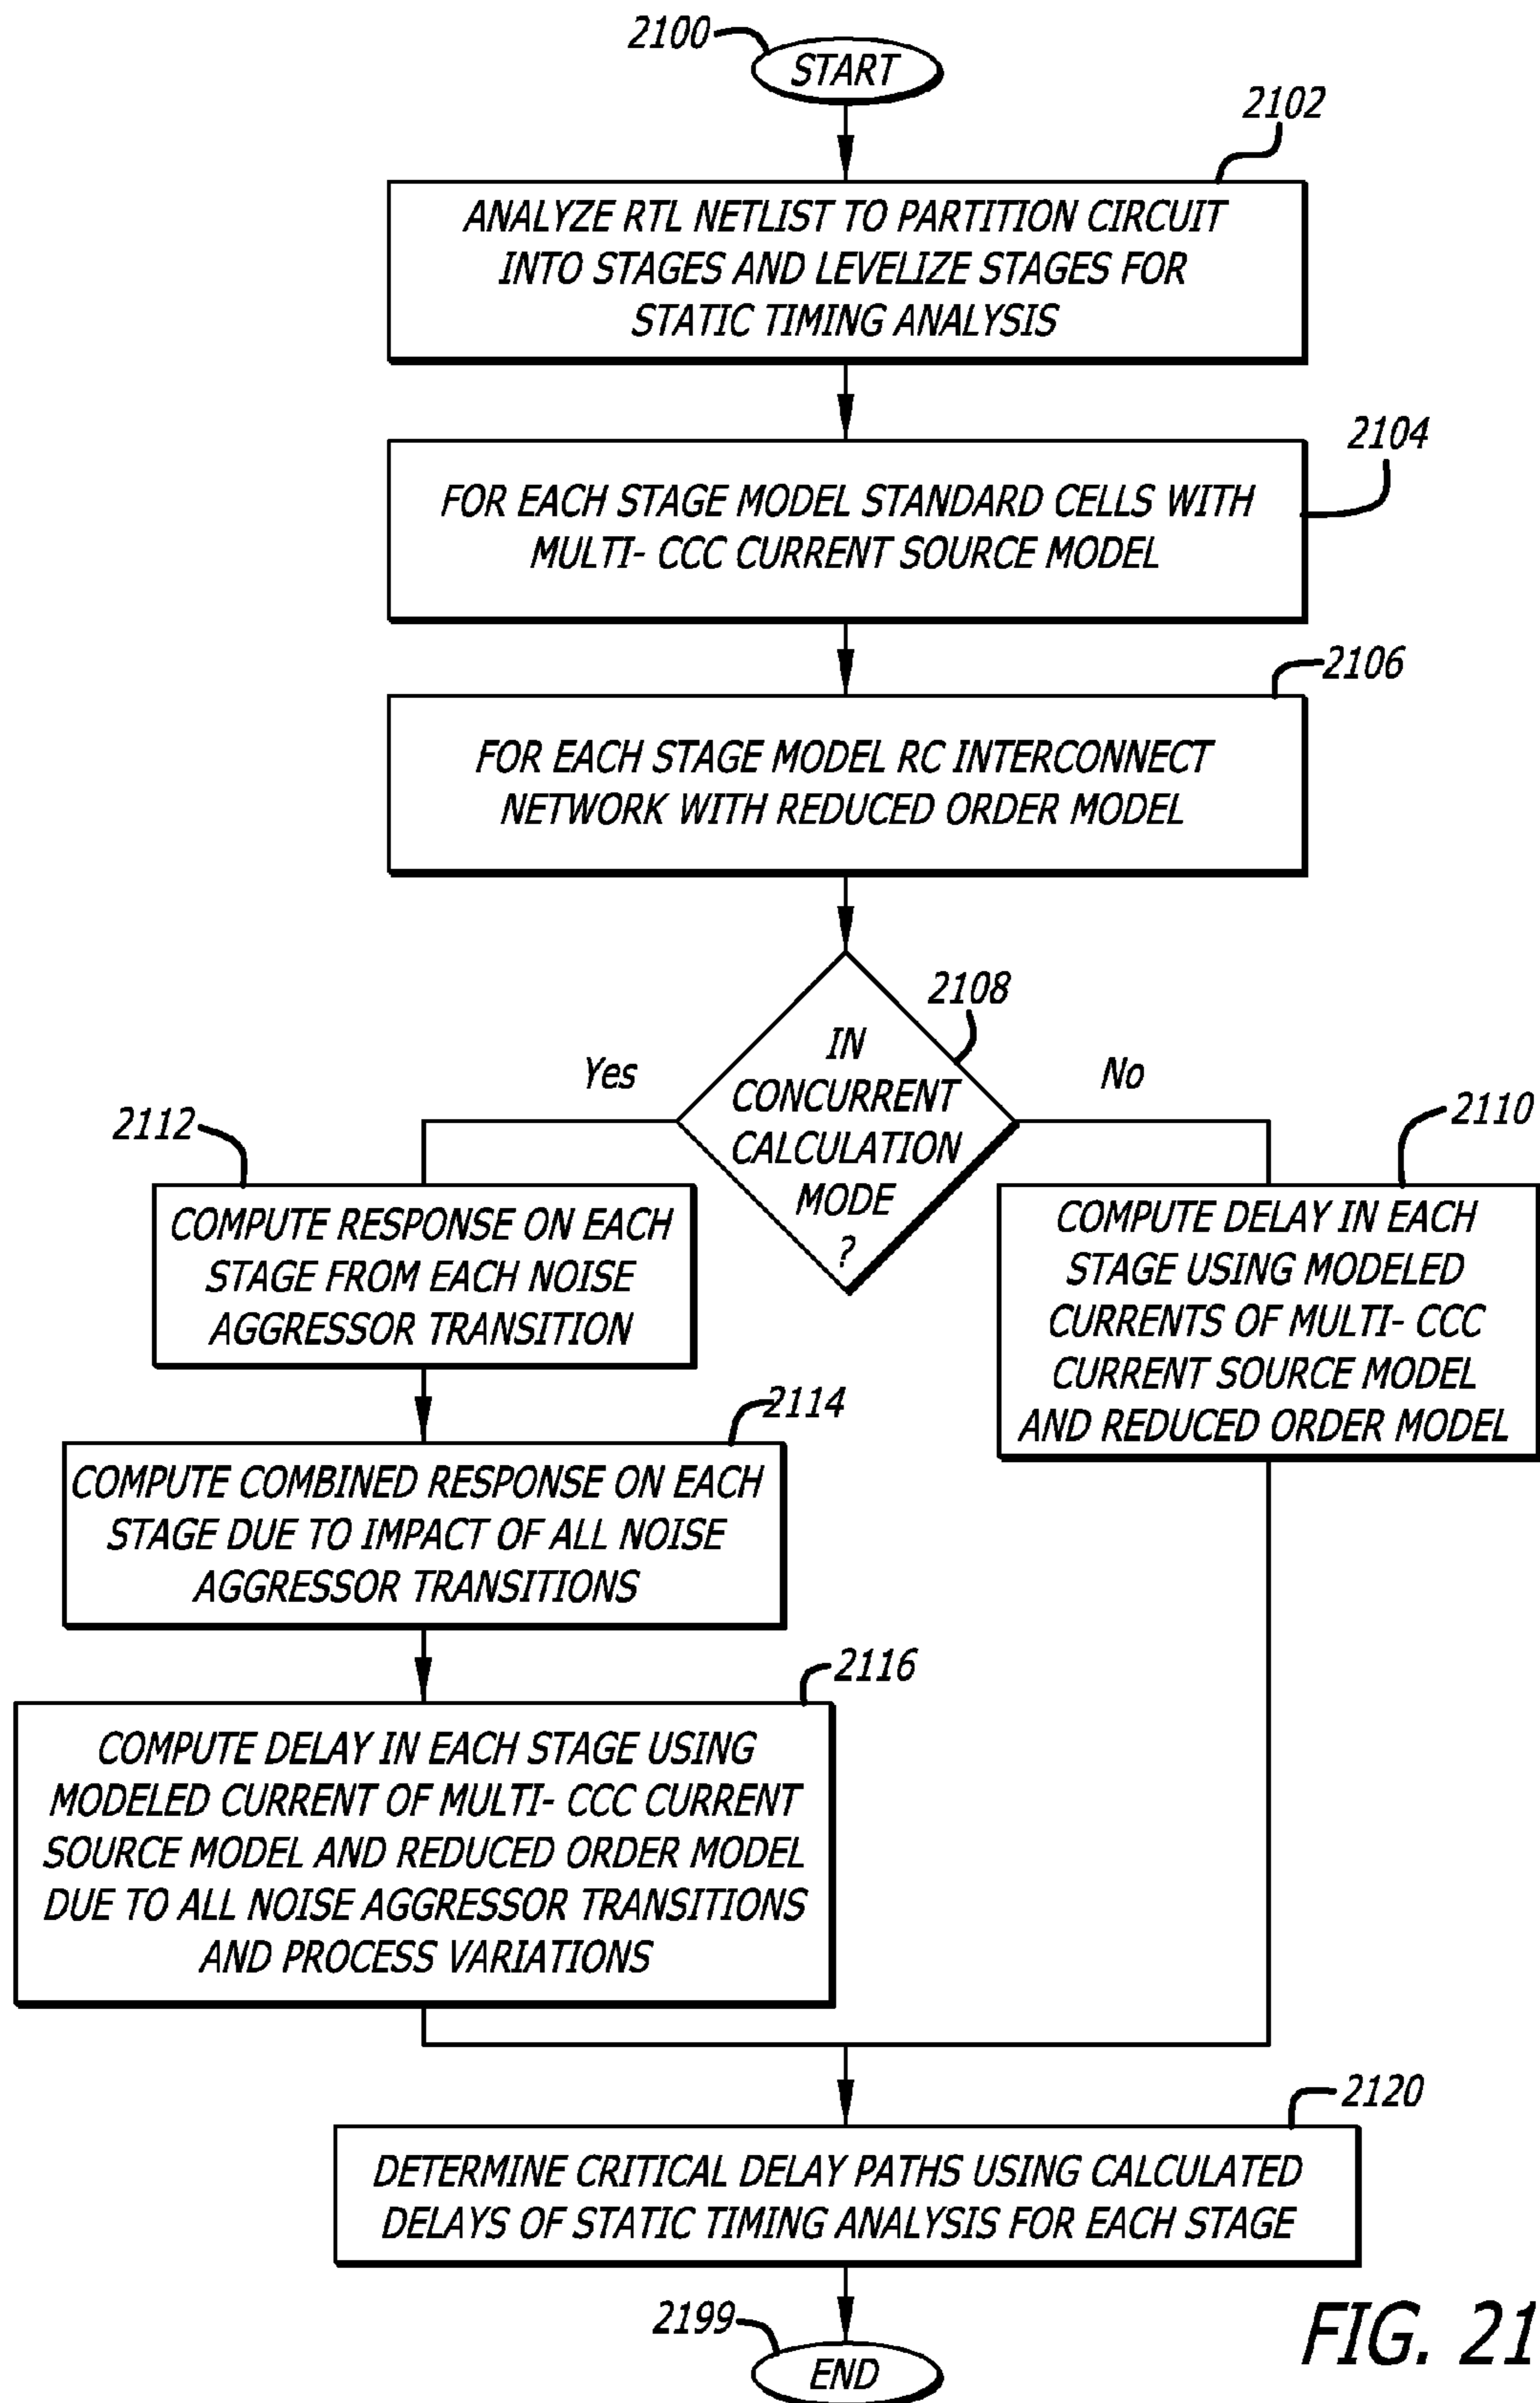 2100
START
2102
ANALYZE RTL NETLIST TO PARTITION CIRCUIT
INTO STAGES AND LEVELIZE STAGES FOR
STATIC TIMING ANALYSIS
2104
FOR EACH STAGE MODEL STANDARD CELLS WITH
MULTI- CCC CURRENT SOURCE MODEL
2106
FOR EACH STAGE MODEL RC INTERCONNECT
NETWORK WITH REDUCED ORDER MODEL
2108
IN
CONCURRENT
CALCULATION
MODE
?
Yes
No
2112
COMPUTE RESPONSE ON EACH
STAGE FROM EACH NOISE
AGGRESSOR TRANSITION
2110
COMPUTE DELAY IN EACH
STAGE USING MODELED
CURRENTS OF MULTI- CCC
CURRENT SOURCE MODEL
AND REDUCED ORDER MODEL
2114
COMPUTE COMBINED RESPONSE ON EACH
STAGE DUE TO IMPACT OF ALL NOISE
AGGRESSOR TRANSITIONS
2116
COMPUTE DELAY IN EACH STAGE USING
MODELED CURRENT OF MULTI- CCC CURRENT
SOURCE MODEL AND REDUCED ORDER MODEL
DUE TO ALL NOISE AGGRESSOR TRANSITIONS
AND PROCESS VARIATIONS
2120
DETERMINE CRITICAL DELAY PATHS USING CALCULATED
DELAYS OF STATIC TIMING ANALYSIS FOR EACH STAGE
2199
END
FIG. 21